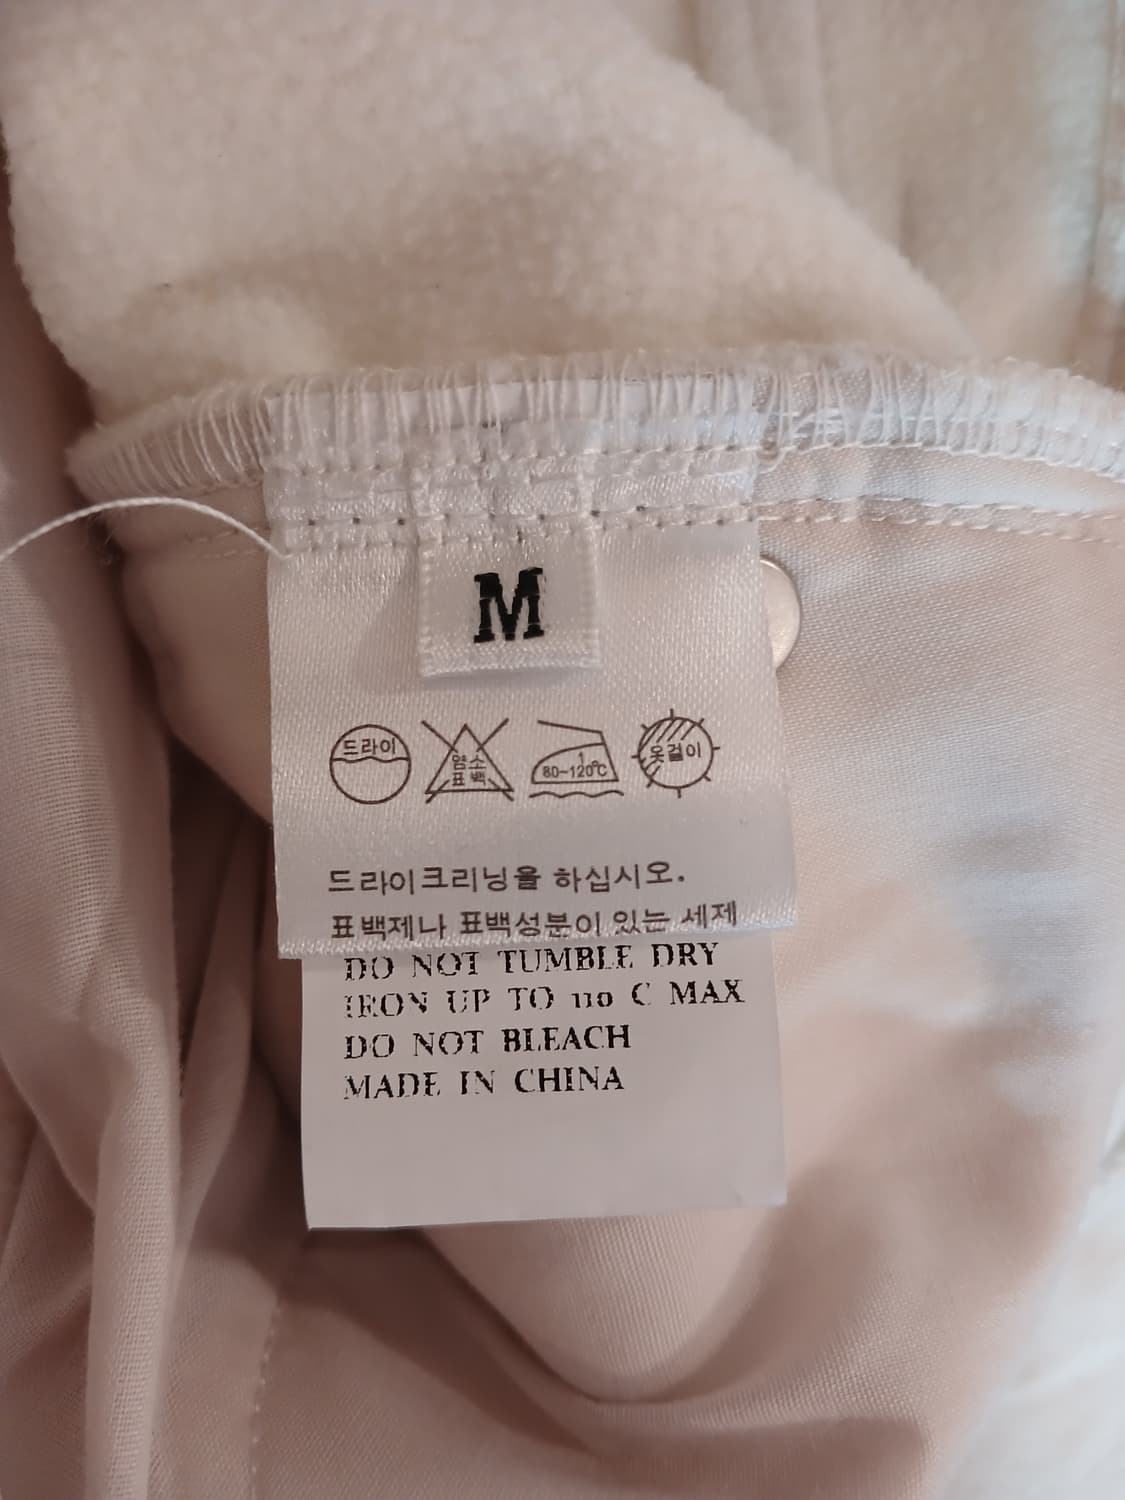 M
드라이
염소
표백
80~120℃
옷걸이
드라이크리닝을 하십시오.
표백제나 표백성분이 있는 세제
DO NOT TUMBLE DRY
IRON UP TO 110 C MAX
DO NOT BLEACH
MADE IN CHINA